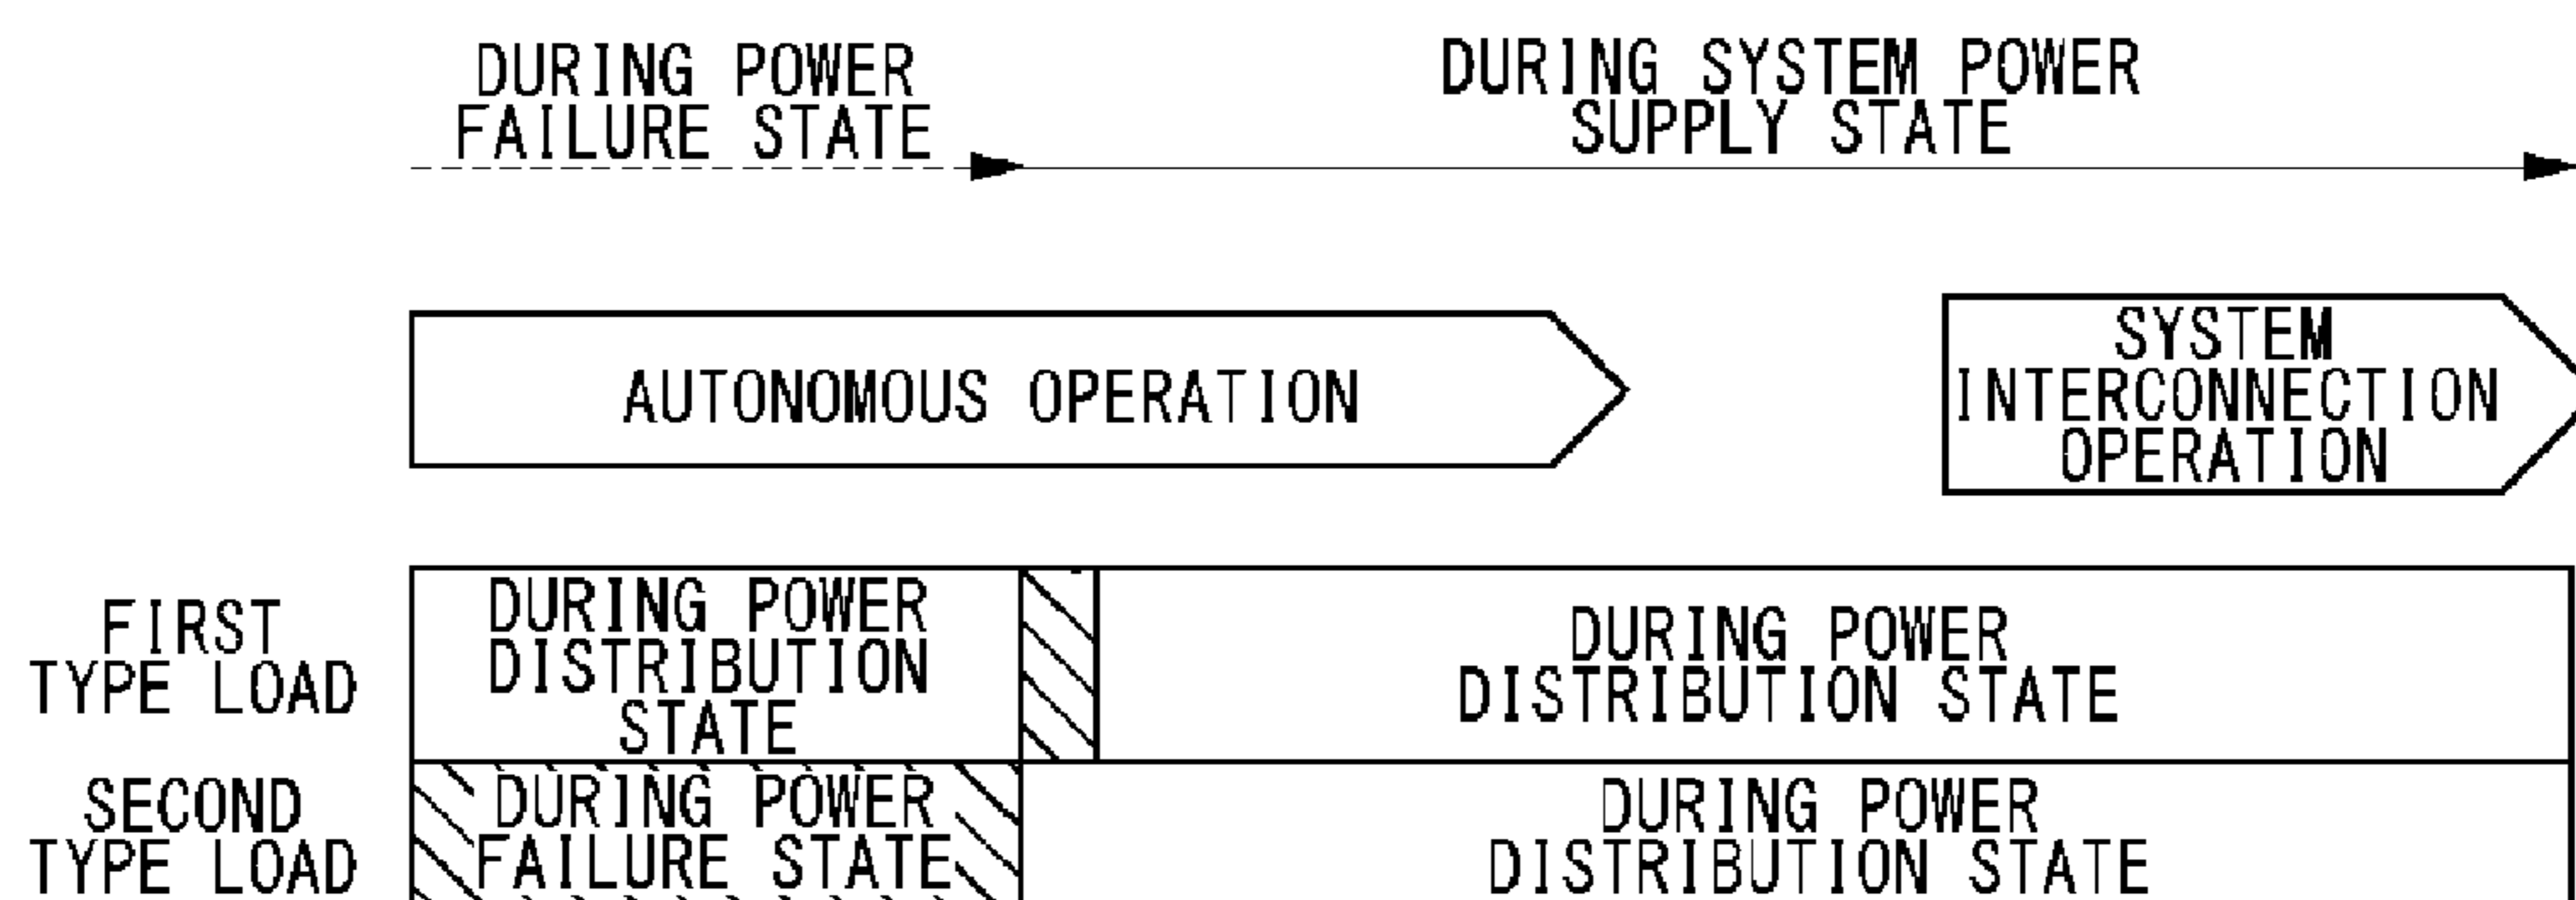 DURING POWER
FAILURE STATE
DURING SYSTEM POWER
SUPPLY STATE
AUTONOMOUS OPERATION
SYSTEM
INTERCONNECTION
OPERATION
FIRST
TYPE LOAD
DURING POWER
DISTRIBUTION
STATE
DURING POWER
DISTRIBUTION STATE
SECOND
TYPE LOAD
DURING POWER
FAILURE STATE
DURING POWER
DISTRIBUTION STATE